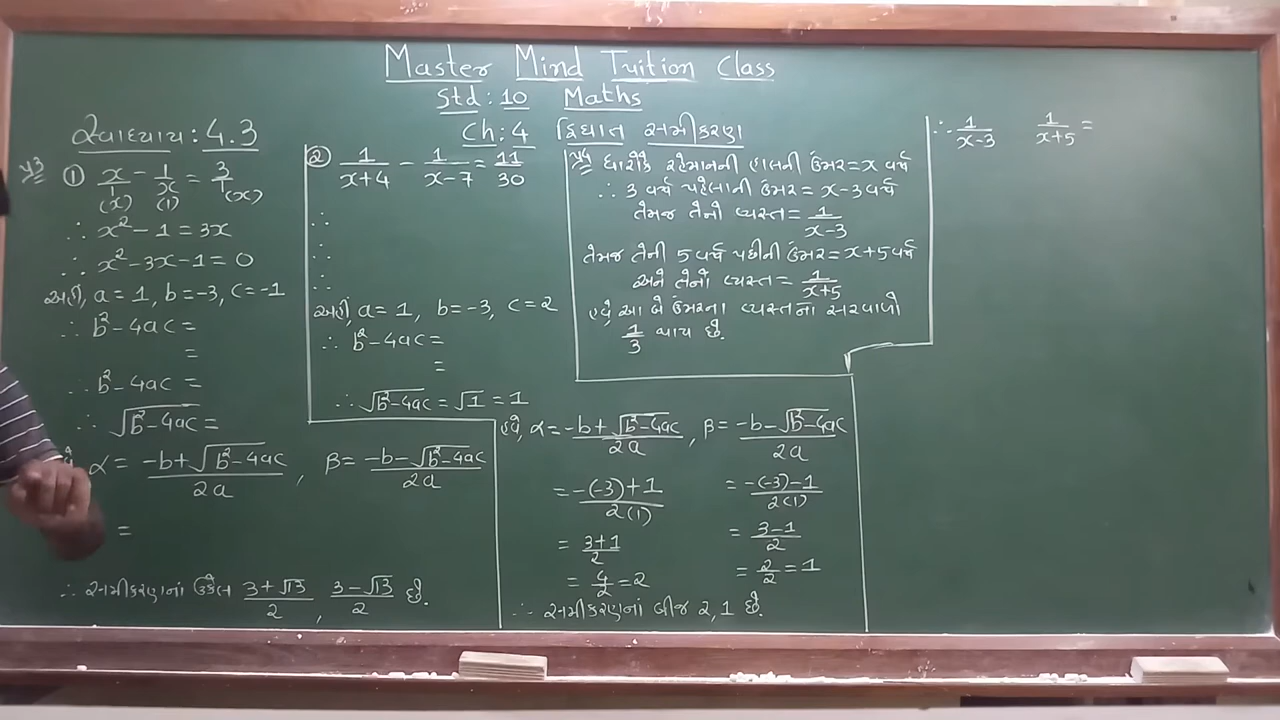 Master Mind Tuition Class
Std: 10 Maths
Ch: 4 દ્વિઘાત સમીકરણ
સ્વાધ્યાય: 4.3
પ્ર3 ① x/1 - 1/x = 3/1
(x) (1) (x)
∴ x² - 1 = 3x
∴ x² - 3x - 1 = 0
અહીં, a = 1, b = -3, c = -1
∴ b² - 4ac =
=
∴ b² - 4ac =
∴ √(b² - 4ac) =
હવે, α = (-b + √(b² - 4ac))/2a , β = (-b - √(b² - 4ac))/2a
=
∴ સમીકરણનાં ઉકેલ (3 + √13)/2 , (3 - √13)/2 છે.
② 1/(x+4) - 1/(x-7) = 11/30
∴
∴
∴
અહીં, a = 1, b = -3, c = 2
∴ b² - 4ac =
=
∴ √(b² - 4ac) = √1 = 1
હવે, α = (-b + √(b² - 4ac))/2a , β = (-b - √(b² - 4ac))/2a
= (-(-3) + 1)/2(1) = (-(-3) - 1)/2(1)
= (3+1)/2 = (3-1)/2
= 4/2 = 2 = 2/2 = 1
∴ સમીકરણનાં બીજ 2, 1 છે.
પ્ર4 ધારોકે રહેમાનની હાલની ઉંમર = x વર્ષ
∴ 3 વર્ષ પહેલાની ઉંમર = x - 3 વર્ષ
તેમજ તેનો વ્યસ્ત = 1/(x-3)
તેમજ તેની 5 વર્ષ પછીની ઉંમર = x + 5 વર્ષ
અને તેનો વ્યસ્ત = 1/(x+5)
હવે, આ બે ઉંમરના વ્યસ્તના સરવાળો
1/3 થાય છે.
∴ 1/(x-3) 1/(x+5) =